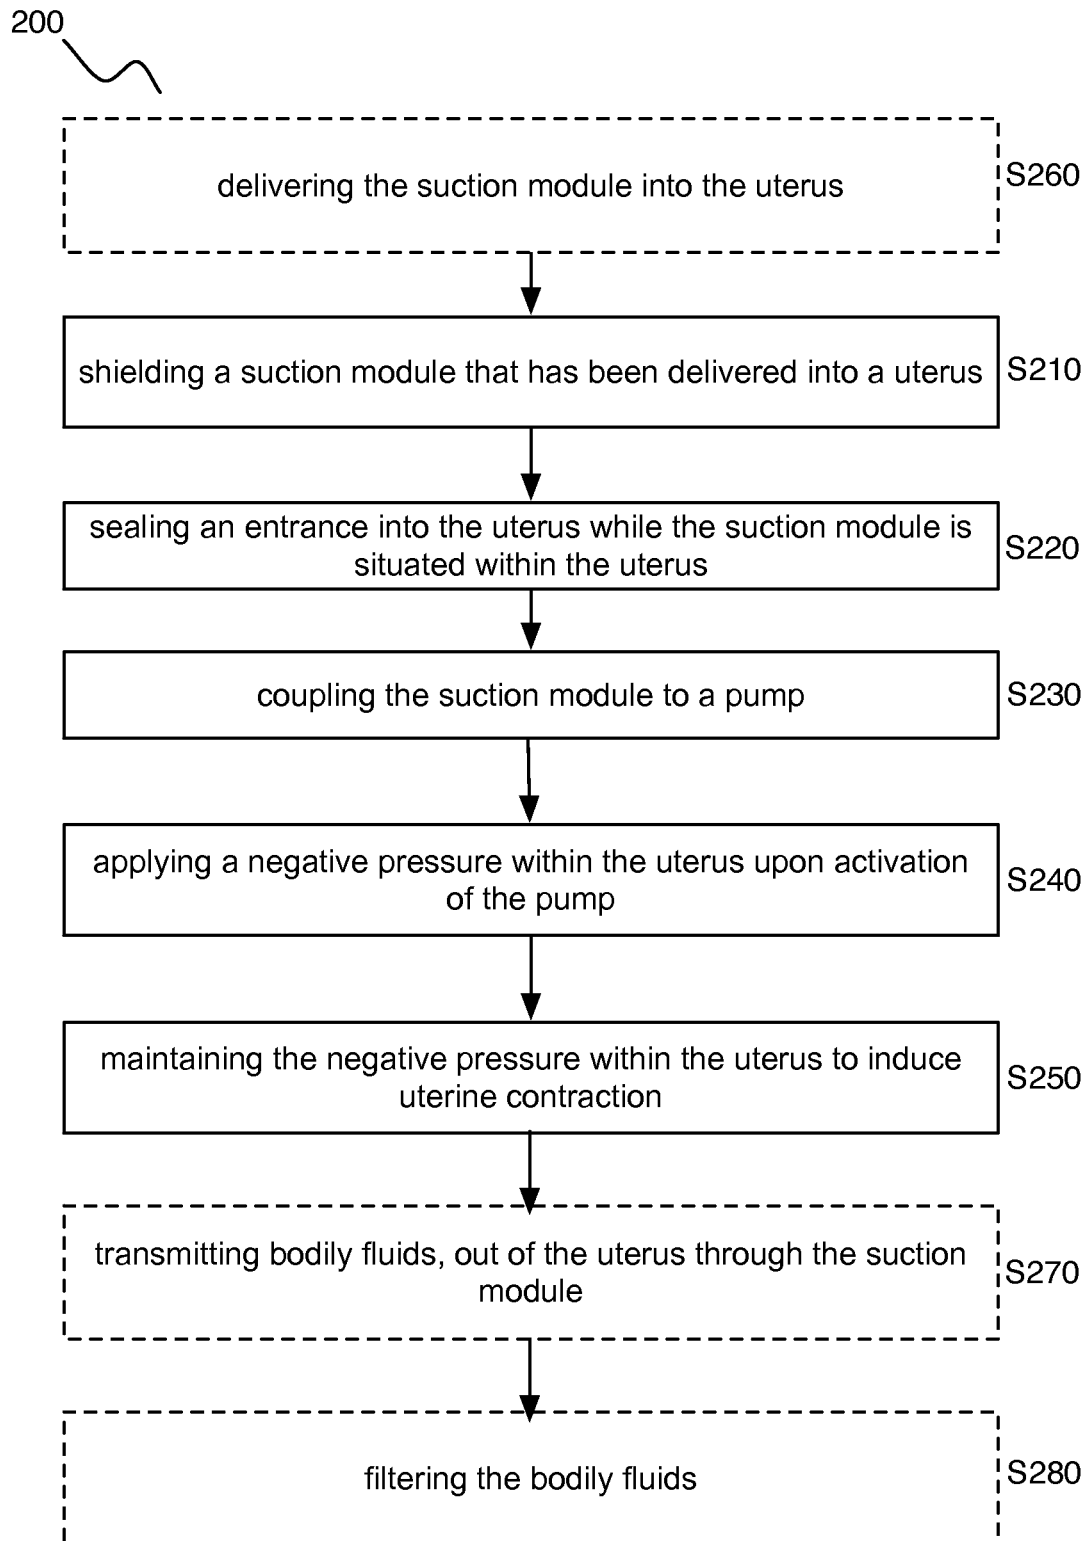 200
delivering the suction module into the uterus
S260
shielding a suction module that has been delivered into a uterus
S210
sealing an entrance into the uterus while the suction module is
situated within the uterus
S220
coupling the suction module to a pump
S230
applying a negative pressure within the uterus upon activation
of the pump
S240
maintaining the negative pressure within the uterus to induce
uterine contraction
S250
transmitting bodily fluids, out of the uterus through the suction
module
S270
filtering the bodily fluids
S280